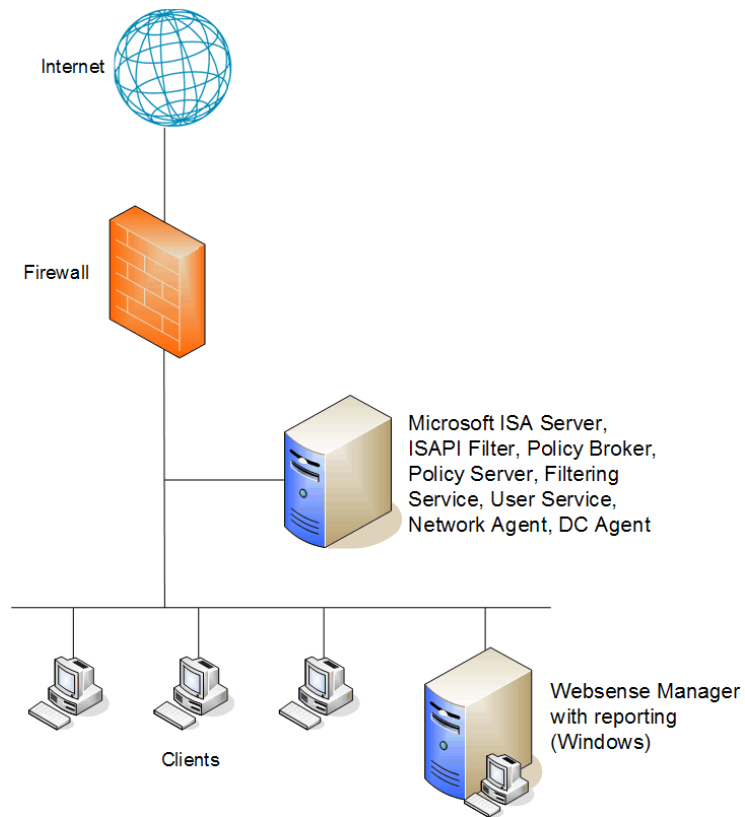 Internet
Firewall
Microsoft ISA Server,
ISAPI Filter, Policy Broker,
Policy Server, Filtering
Service, User Service,
Network Agent, DC Agent
Websense Manager
with reporting
(Windows)
Clients